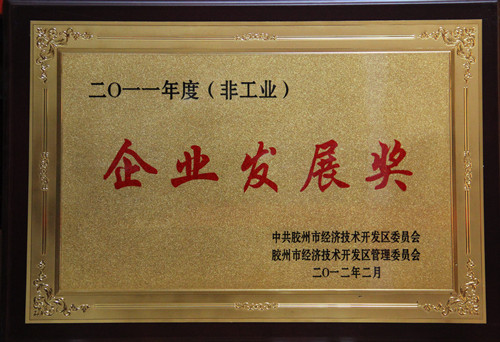 二〇一一年度（非工业）
企业发展奖
中共胶州市经济技术开发区委员会
胶州市经济技术开发区管理委员会
二〇一二年二月